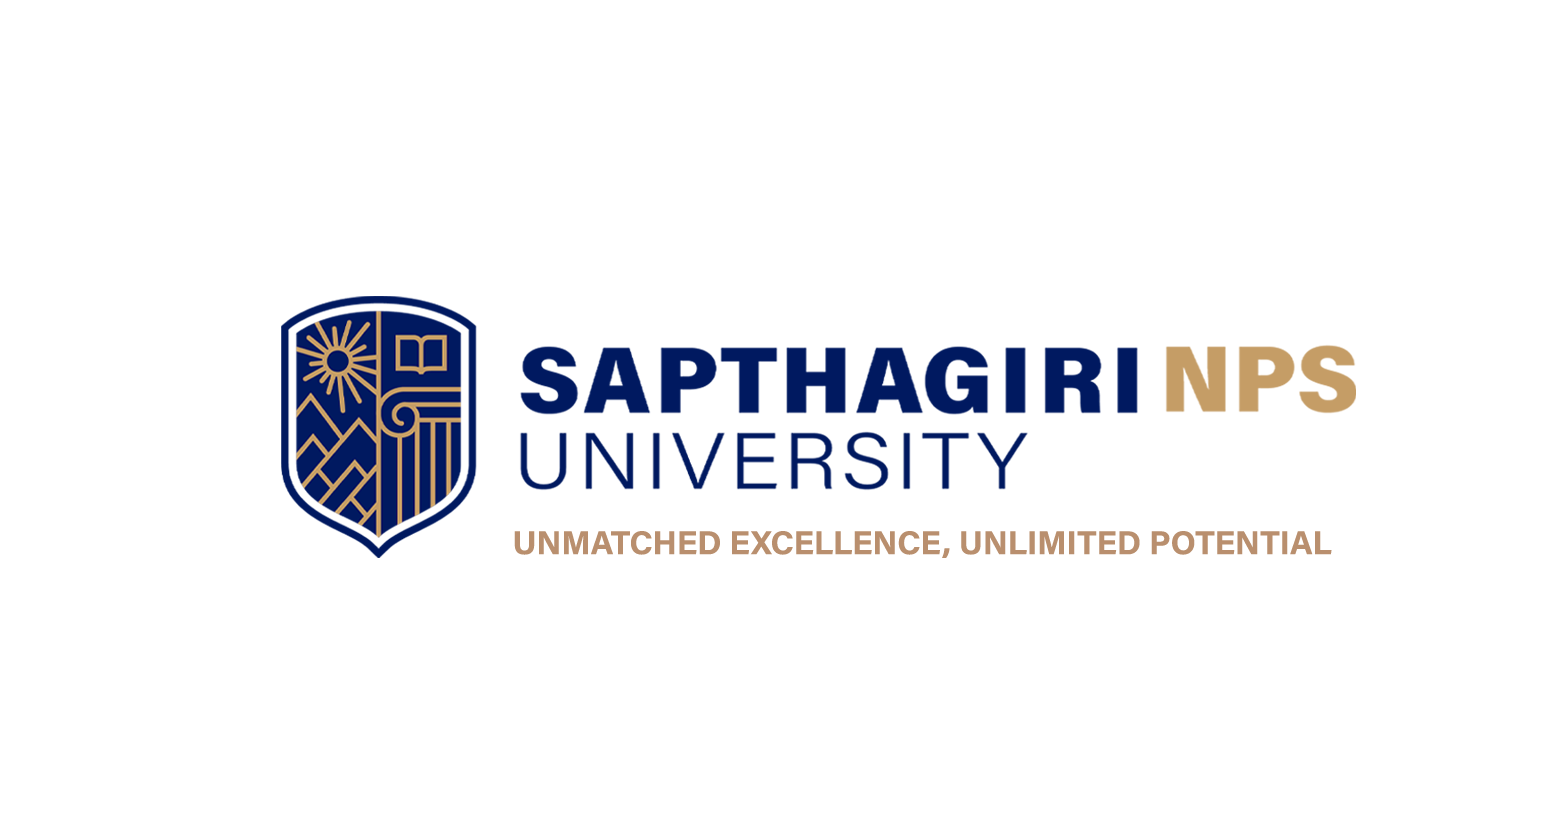 SAPTHAGIRI NPS
UNIVERSITY
UNMATCHED EXCELLENCE, UNLIMITED POTENTIAL